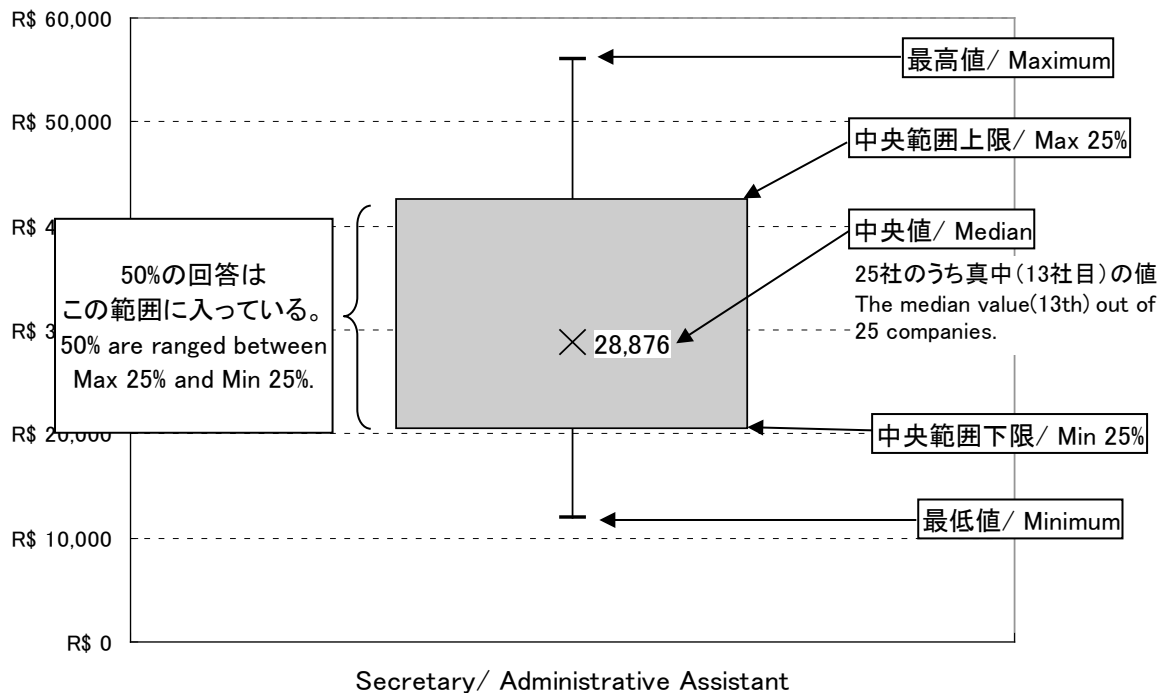 R$ 60,000
最高値/ Maximum
R$ 50,000
中央範囲上限/ Max 25%
R$ 4
中央値/ Median
25社のうち真中(13社目)の値
The median value(13th) out of
25 companies.
50%の回答は
この範囲に入っている。
50% are ranged between
Max 25% and Min 25%.
R$ 3
28,876
R$ 20,000
中央範囲下限/ Min 25%
最低値/ Minimum
R$ 10,000
R$ 0
Secretary/ Administrative Assistant